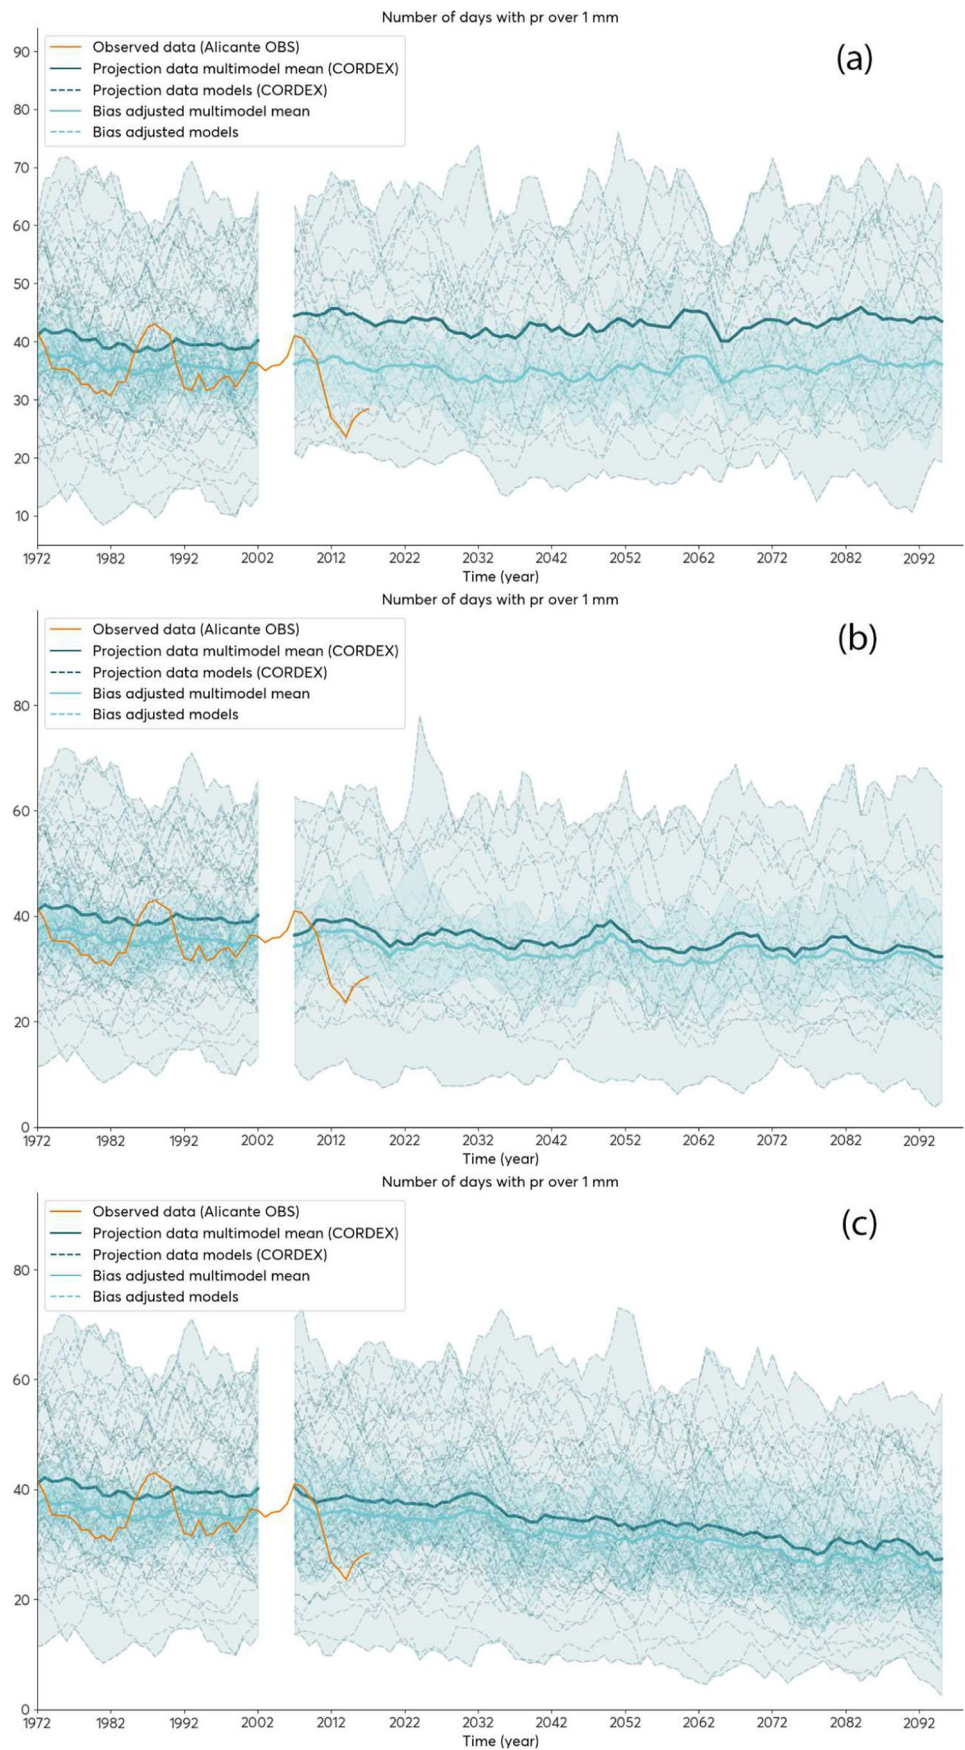 Number of days with pr over 1 mm
(a)
Observed data (Alicante OBS)
Projection data multimodel mean (CORDEX)
Projection data models (CORDEX)
Bias adjusted multimodel mean
Bias adjusted models
90
80
70
60
50
40
30
20
10
1972 1982 1992 2002 2012 2022 2032 2042 2052 2062 2072 2082 2092
Time (year)
Number of days with pr over 1 mm
(b)
Observed data (Alicante OBS)
Projection data multimodel mean (CORDEX)
Projection data models (CORDEX)
Bias adjusted multimodel mean
Bias adjusted models
80
60
40
20
0
1972 1982 1992 2002 2012 2022 2032 2042 2052 2062 2072 2082 2092
Time (year)
Number of days with pr over 1 mm
(c)
Observed data (Alicante OBS)
Projection data multimodel mean (CORDEX)
Projection data models (CORDEX)
Bias adjusted multimodel mean
Bias adjusted models
80
60
40
20
0
1972 1982 1992 2002 2012 2022 2032 2042 2052 2062 2072 2082 2092
Time (year)